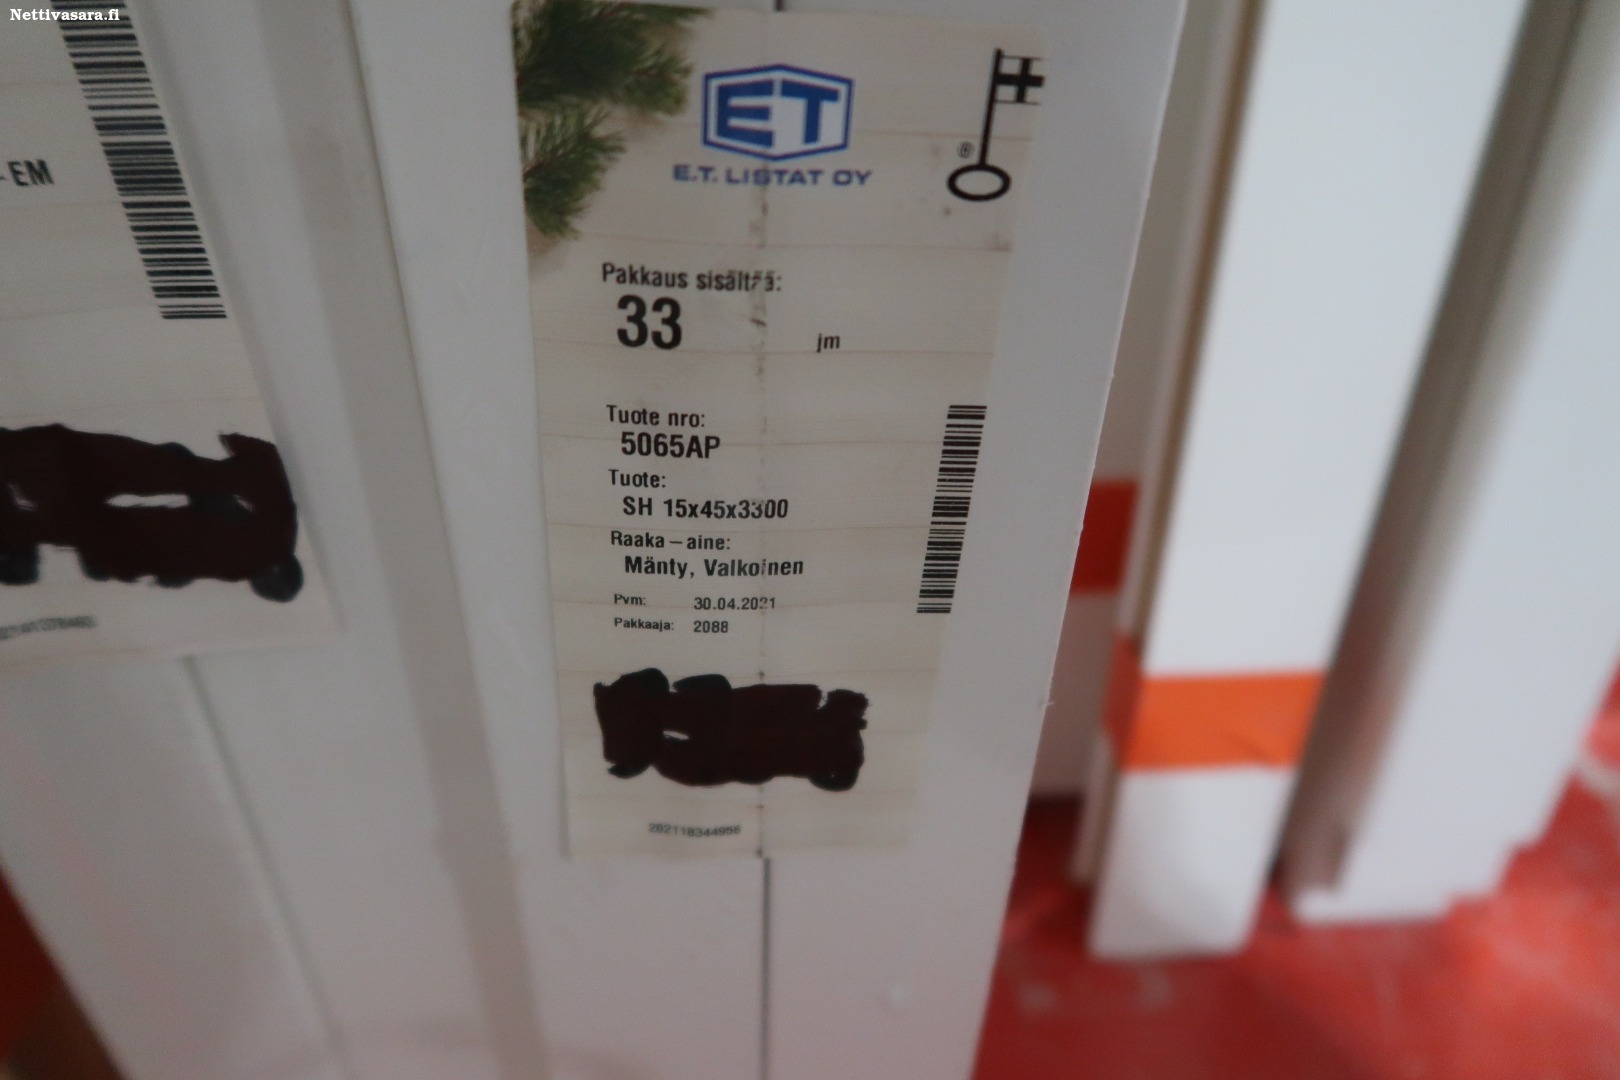 Nettivasara.fi
-EM
ET
E.T. LISTAT OY
®
Pakkaus sisältää:
33 jm
Tuote nro:
5065AP
Tuote:
SH 15x45x3300
Raaka-aine:
Mänty, Valkoinen
Pvm: 30.04.2021
Pakkaaja: 2088
202118344956